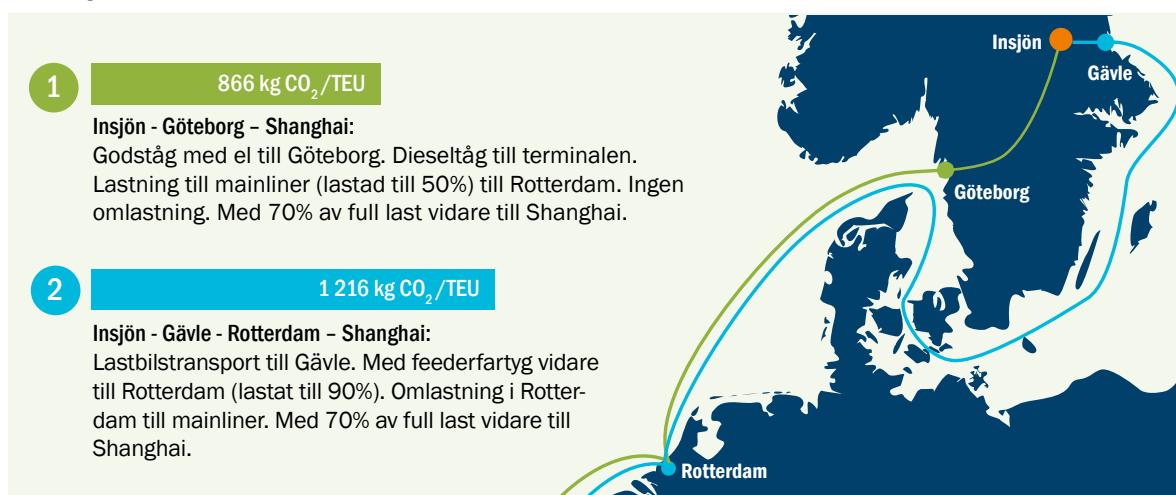 1
866 kg CO₂/TEU
Insjön - Göteborg – Shanghai:
Godståg med el till Göteborg. Dieseltåg till terminalen.
Lastning till mainliner (lastad till 50%) till Rotterdam. Ingen
omlastning. Med 70% av full last vidare till Shanghai.
2
1 216 kg CO₂/TEU
Insjön - Gävle - Rotterdam – Shanghai:
Lastbilstransport till Gävle. Med feederfartyg vidare
till Rotterdam (lastat till 90%). Omlastning i Rotter-
dam till mainliner. Med 70% av full last vidare till
Shanghai.
Insjön
Gävle
Göteborg
Rotterdam